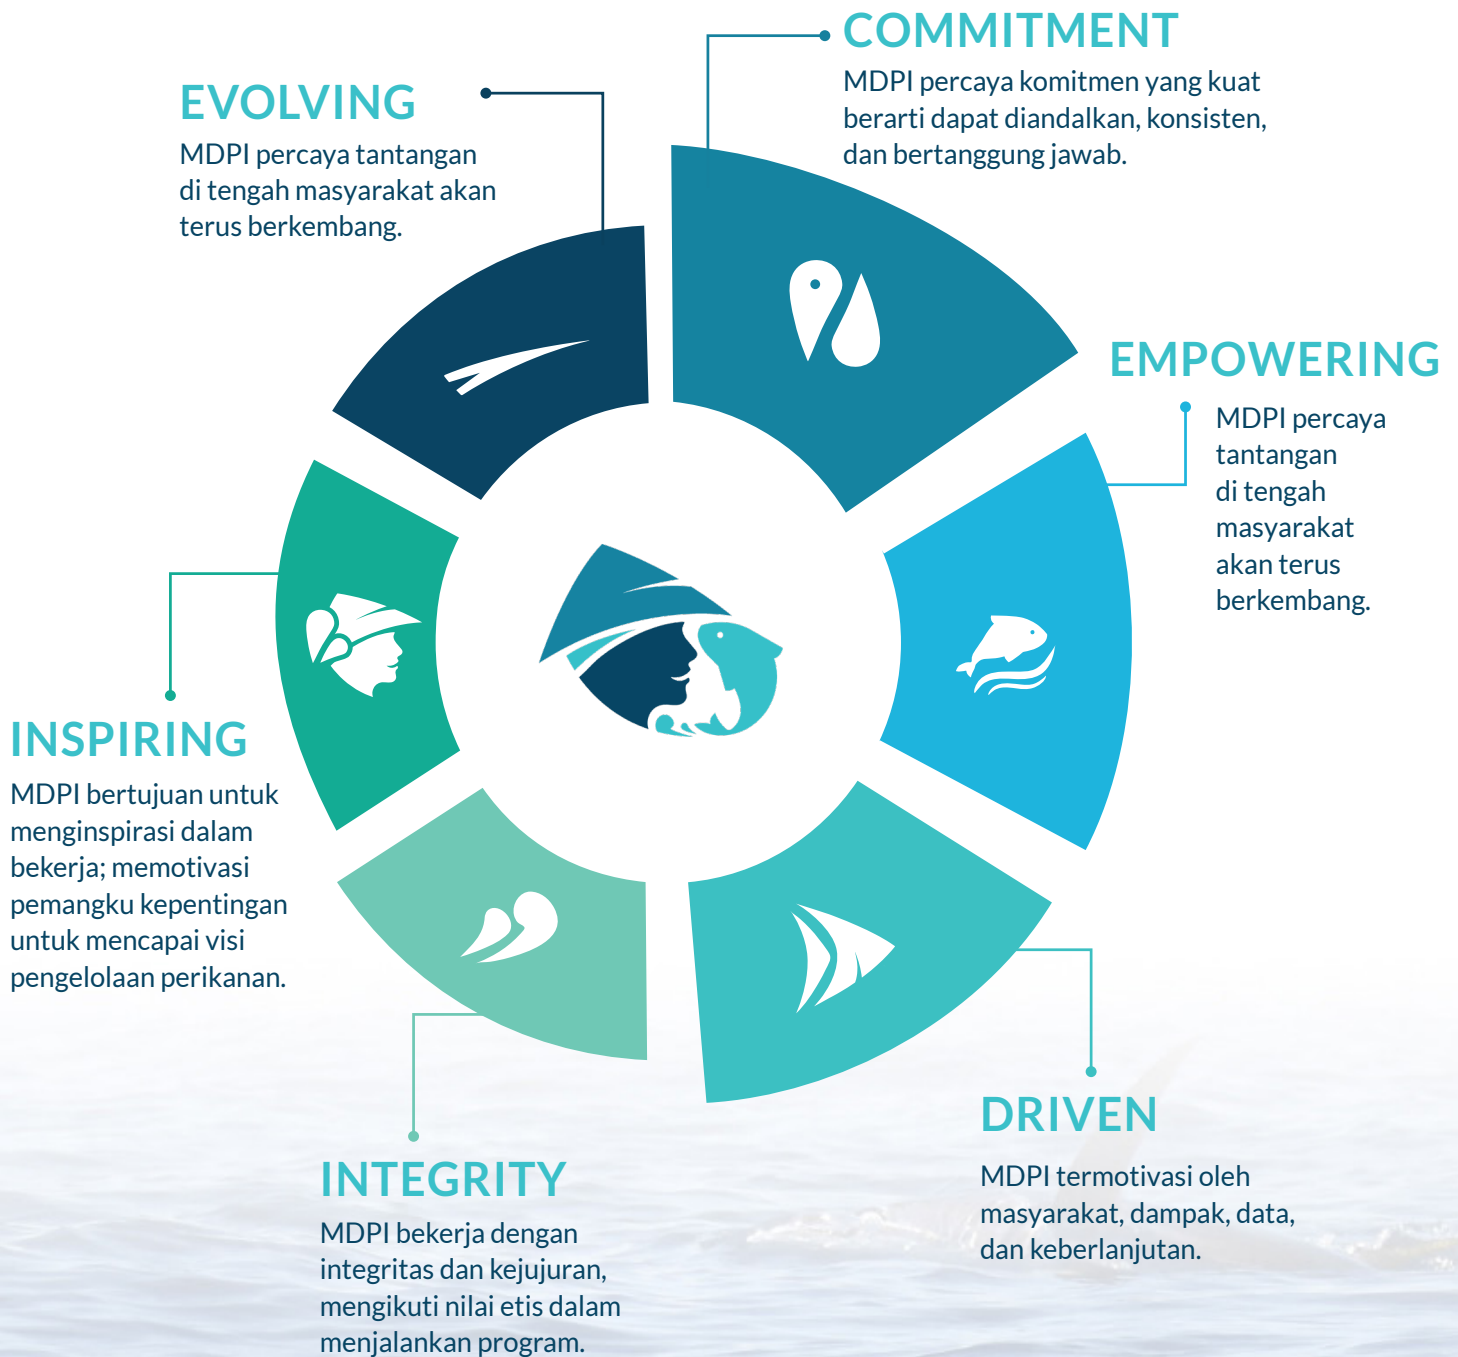 COMMITMENT
MDPI percaya komitmen yang kuat
berarti dapat diandalkan, konsisten,
dan bertanggung jawab.
EVOLVING
MDPI percaya tantangan
di tengah masyarakat akan
terus berkembang.
EMPOWERING
MDPI percaya
tantangan
di tengah
masyarakat
akan terus
berkembang.
INSPIRING
MDPI bertujuan untuk
menginspirasi dalam
bekerja; memotivasi
pemangku kepentingan
untuk mencapai visi
pengelolaan perikanan.
DRIVEN
MDPI termotivasi oleh
masyarakat, dampak, data,
dan keberlanjutan.
INTEGRITY
MDPI bekerja dengan
integritas dan kejujuran,
mengikuti nilai etis dalam
menjalankan program.